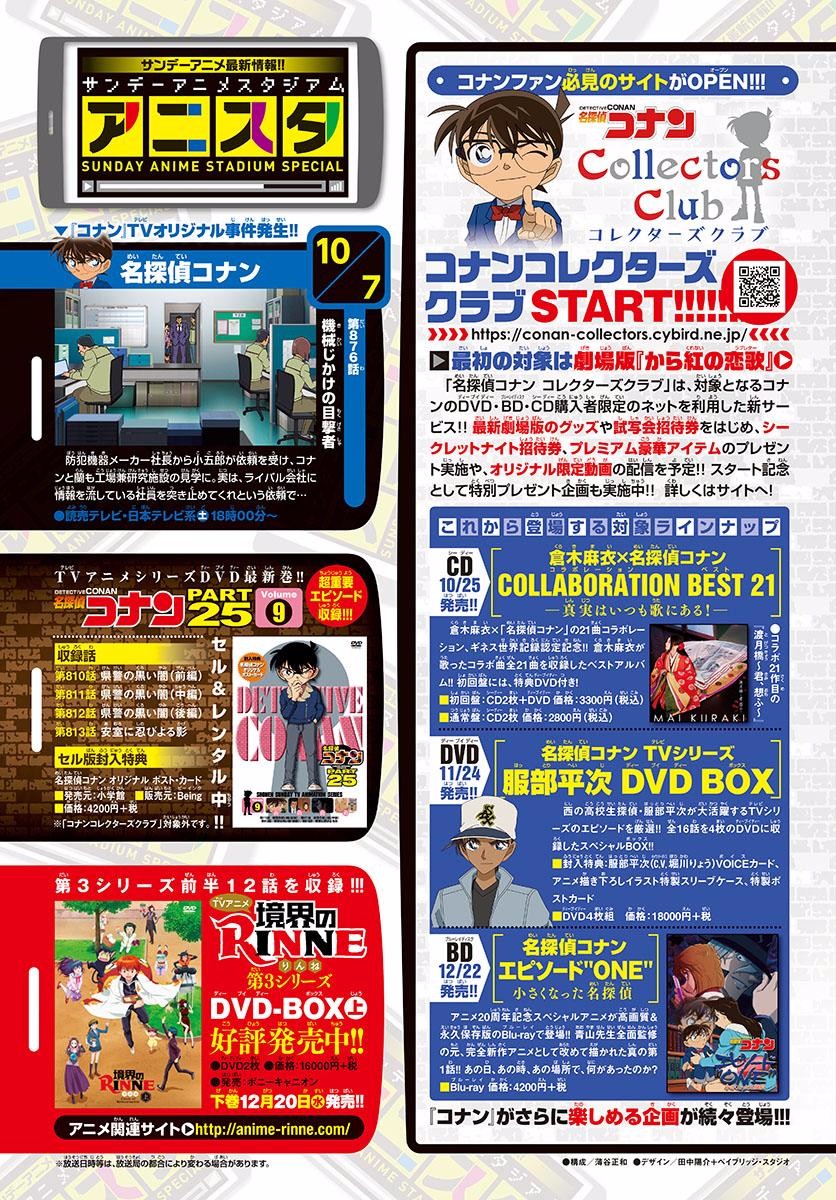 サンデーアニメ最新情報!!
サンデーアニメスタジアム
アニスタ
SUNDAY ANIME STADIUM SPECIAL
▼『コナン』TVオリジナル事件発生!!
名探偵コナン
10/7
第876話
機械じかけの目撃者
防犯機器メーカー社長から小五郎が依頼を受け、コナ
ンと蘭も工場兼研究施設の見学に。実は、ライバル会社に
情報を流している社員を突き止めてくれという依頼で…
●読売テレビ・日本テレビ系土18時00分〜
TVアニメシリーズDVD最新巻!!
DETECTIVE CONAN
名探偵コナン PART25 Volume 9
超重要
エピソード
収録!!!
収録話
第810話 県警の黒い闇(前編)
第811話 県警の黒い闇(中編)
第812話 県警の黒い闇(後編)
第813話 安室に忍びよる影
セル版封入特典
名探偵コナン オリジナル ポスト・カード
■発売元:小学館 ■販売元:Being
■価格:4200円+税
※「コナンコレクターズクラブ」対象外です。
セル&レンタル中!!
DETECTIVE
CONAN
名探偵コナン
PART
25
SHONEN SUNDAY TV ANIMATION SERIES
9
第3シリーズ前半12話を収録!!!
TVアニメ
境界の
RINNE
りんね
第3シリーズ
DVD-BOX上
好評発売中!!
●DVD2枚 ●価格:16000円+税
●発売:ポニーキャニオン
下巻12月20日水発売!!
境界の
RINNE
アニメ関連サイト▶http://anime-rinne.com/
※放送日時等は、放送局の都合により変わる場合があります。
コナンファン必見のサイトがOPEN!!!
DETECTIVE CONAN
名探偵コナン
Collectors
Club
コレクターズクラブ
コナンコレクターズ
クラブSTART!!!!!!
https://conan-collectors.cybird.ne.jp/
▶最初の対象は劇場版『から紅の恋歌』
「名探偵コナン コレクターズクラブ」は、対象となるコナ
ンのDVD・BD・CD購入者限定のネットを利用した新サー
ビス!! 最新劇場版のグッズや試写会招待券をはじめ、シー
クレットナイト招待券、プレミアム豪華アイテムのプレゼン
ト実施や、オリジナル限定動画の配信を予定!! スタート記念
として特別プレゼント企画も実施中!! 詳しくはサイトへ!
これから登場する対象ラインナップ
CD
10/25
発売!!
倉木麻衣×名探偵コナン
COLLABORATION BEST 21
―真実はいつも歌にある!―
倉木麻衣×「名探偵コナン」の21曲コラボレー
ション、ギネス世界記録認定記念!! 倉木麻衣が
歌ったコラボ曲全21曲を収録したベストアルバ
ム!! 初回盤には、特典DVD付き!
■初回盤:CD2枚+DVD 価格:3300円(税込)
■通常盤:CD2枚 価格:2800円(税込)
●コラボ21作目の
『渡月橋〜君 想ふ〜』
MAI KURAKI
DVD
11/24
発売!!
名探偵コナン TVシリーズ
服部平次 DVD BOX
西の高校生探偵・服部平次が大活躍するTVシリ
ーズのエピソードを厳選!! 全16話を4枚のDVDに収
録したスペシャルBOX!!
■封入特典:服部平次(C.V.堀川りょう)VOICEカード、
アニメ描き下ろしイラスト特製スリーブケース、特製ポ
ストカード
■DVD4枚組 価格:18000円+税
BD
12/22
発売!!
名探偵コナン
エピソード"ONE"
小さくなった名探偵
アニメ20周年記念スペシャルアニメが高画質&
永久保存版のBlu-rayで登場!! 青山先生全面監修
の元、完全新作アニメとして改めて描かれた真の第
1話!! あの日、あの時、あの場所で、何があったのか?
■Blu-ray 価格:4200円+税
『コナン』がさらに楽しめる企画が続々登場!!!
●構成/薄谷正和 ●デザイン/田中陽介+ベイブリッジ・スタジオ